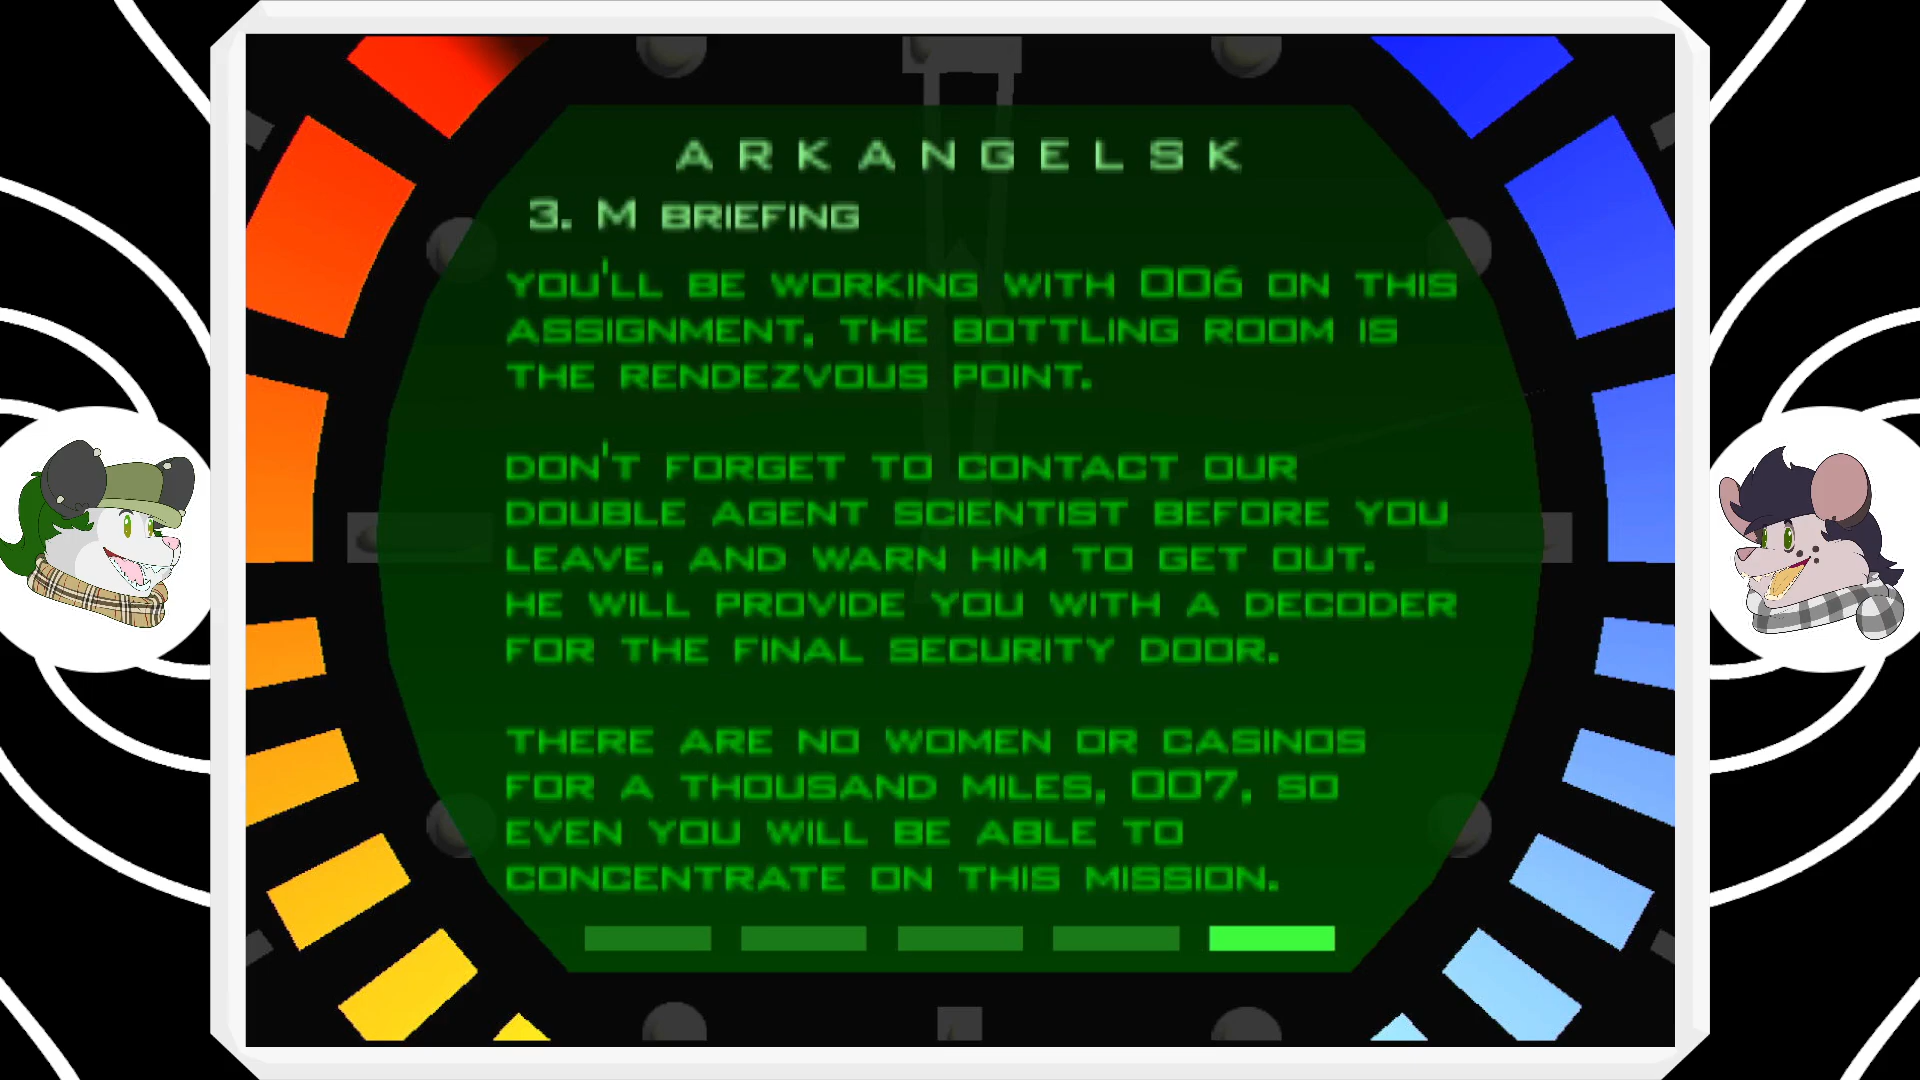 ARKANGELSK
3. M BRIEFING
YOU'LL BE WORKING WITH 006 ON THIS
ASSIGNMENT, THE BOTTLING ROOM IS
THE RENDEZVOUS POINT.
DON'T FORGET TO CONTACT OUR
DOUBLE AGENT SCIENTIST BEFORE YOU
LEAVE, AND WARN HIM TO GET OUT.
HE WILL PROVIDE YOU WITH A DECODER
FOR THE FINAL SECURITY DOOR.
THERE ARE NO WOMEN OR CASINOS
FOR A THOUSAND MILES, 007, SO
EVEN YOU WILL BE ABLE TO
CONCENTRATE ON THIS MISSION.